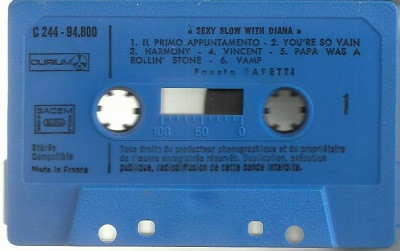 C 244 - 94.800
« SEXY SLOW WITH DIANA »
1. IL PRIMO APPUNTAMENTO - 2. YOU'RE SO VAIN
3. HARMONY - 4. VINCENT - 5. PAPA WAS A
ROLLIN' STONE - 6. VAMP
Fausto PAPETTI
DURIUM
1
100 50 0
SACEM
Stéréo
Compatible
Made in France
Tous droits du producteur phonographique et du propriétaire
de l'œuvre enregistrée réservés. Duplication, exécution
publique, radiodiffusion de cette bande interdite.